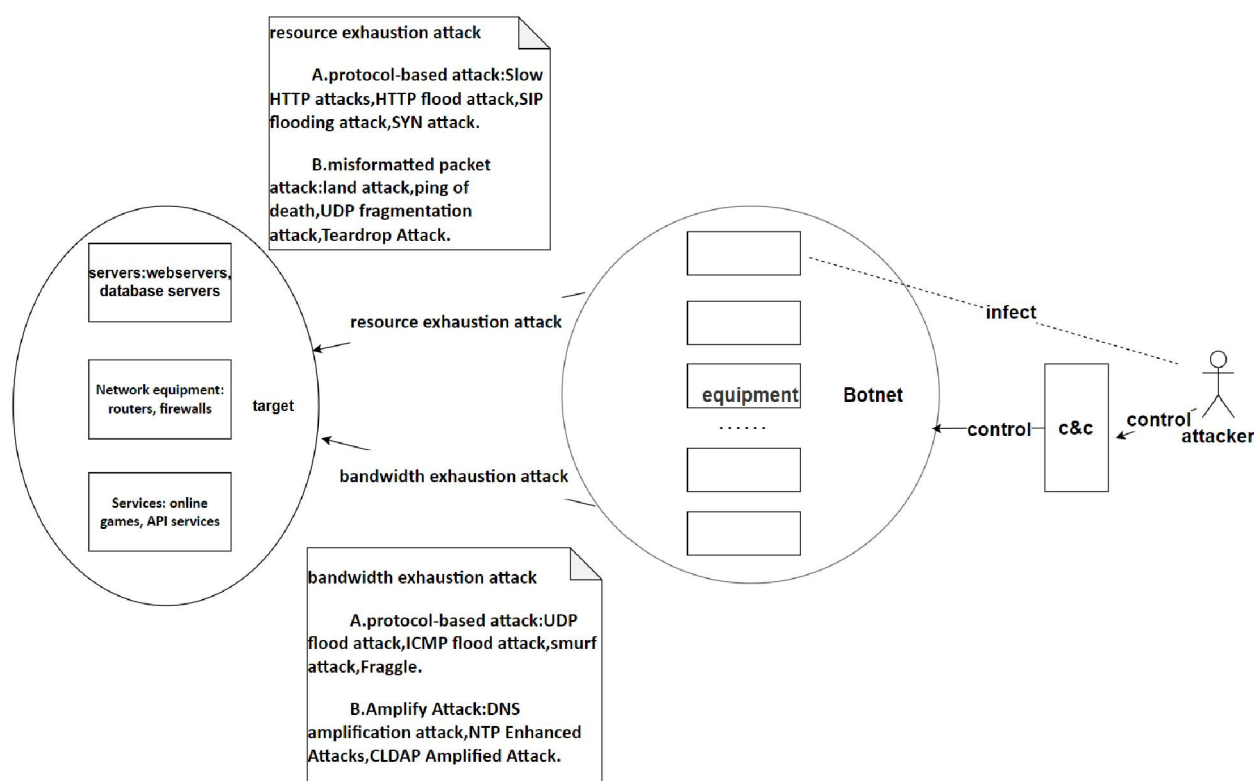 resource exhaustion attack
A.protocol-based attack:Slow
HTTP attacks,HTTP flood attack,SIP
flooding attack,SYN attack.
B.misformatted packet
attack:land attack,ping of
death,UDP fragmentation
attack,Teardrop Attack.
servers:webservers,
database servers
Network equipment:
routers, firewalls
target
Services: online
games, API services
resource exhaustion attack
bandwidth exhaustion attack
equipment
......
Botnet
infect
control
c&c
control
attacker
bandwidth exhaustion attack
A.protocol-based attack:UDP
flood attack,ICMP flood attack,smurf
attack,Fraggle.
B.Amplify Attack:DNS
amplification attack,NTP Enhanced
Attacks,CLDAP Amplified Attack.